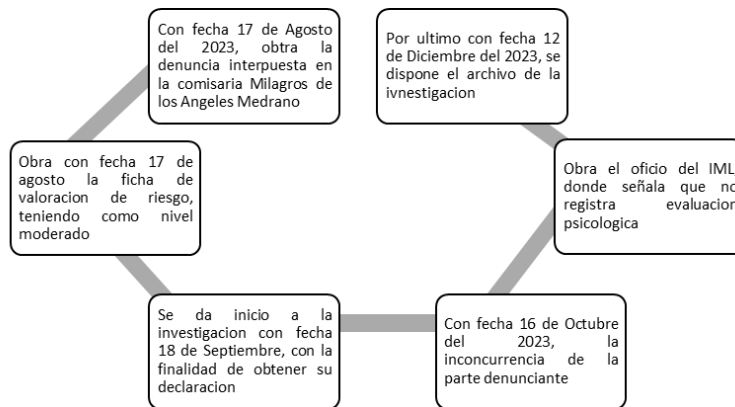 Con fecha 17 de Agosto
del 2023, obtra la
denuncia interpuesta en
la comisaria Milagros de
los Angeles Medrano
Obra con fecha 17 de
agosto la ficha de
valoracion de riesgo,
teniendo como nivel
moderado
Se da inicio a la
investigacion con fecha
18 de Septiembre, con la
finalidad de obtener su
declaracion
Con fecha 16 de Octubre
del 2023, la
inconcurrencia de la
parte denunciante
Obra el oficio del IML,
donde señala que no
registra evaluacion
psicologica
Por ultimo con fecha 12
de Diciembre del 2023, se
dispone el archivo de la
ivnestigacion